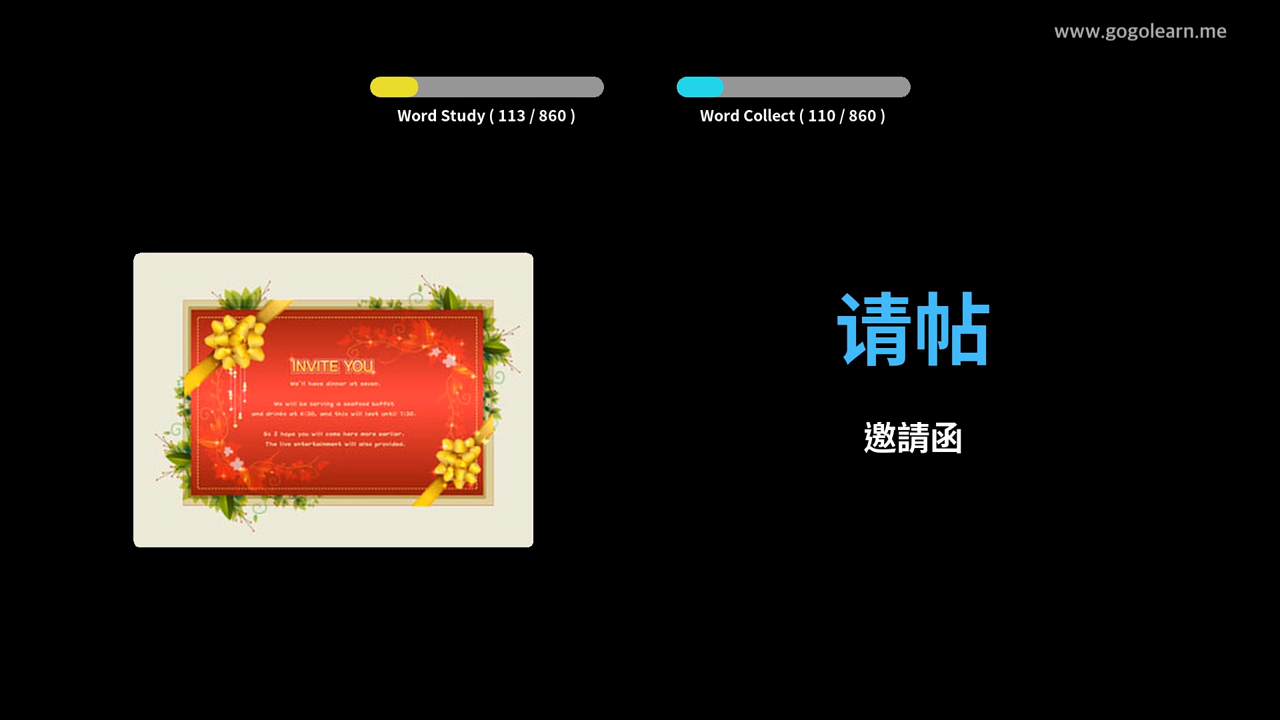 www.gogolearn.me
Word Study ( 113 / 860 )
Word Collect ( 110 / 860 )
INVITE YOU
We'll have dinner at seven.
We will be serving a seafood buffet
and drinks at 6:30, and this will last until 7:30.
So I hope you will come here more earlier.
The live entertainment will also provided.
请帖
邀請函